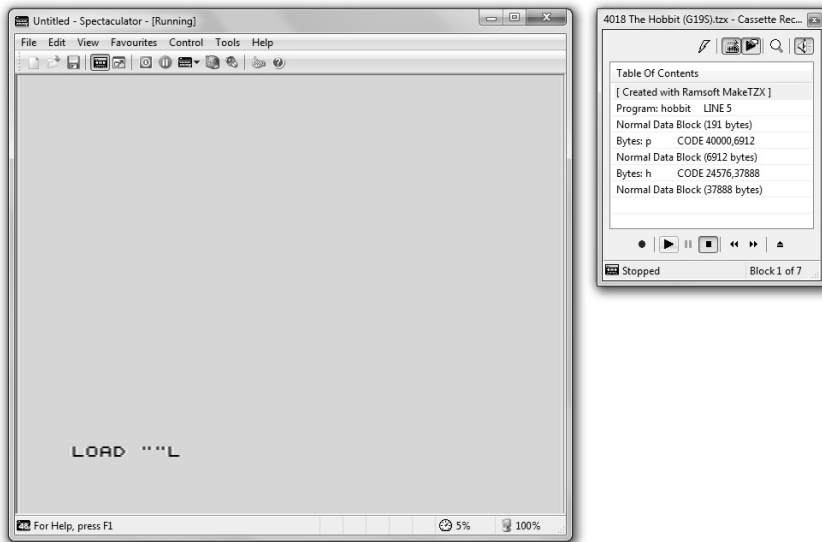 Untitled - Spectaculator - [Running]
File Edit View Favourites Control Tools Help
LOAD ""L
48
For Help, press F1
5%
100%
4018 The Hobbit (G19S).tzx - Cassette Rec...
Table Of Contents
[ Created with Ramsoft MakeTZX ]
Program: hobbit LINE 5
Normal Data Block (191 bytes)
Bytes: p CODE 40000,6912
Normal Data Block (6912 bytes)
Bytes: h CODE 24576,37888
Normal Data Block (37888 bytes)
Stopped
Block 1 of 7